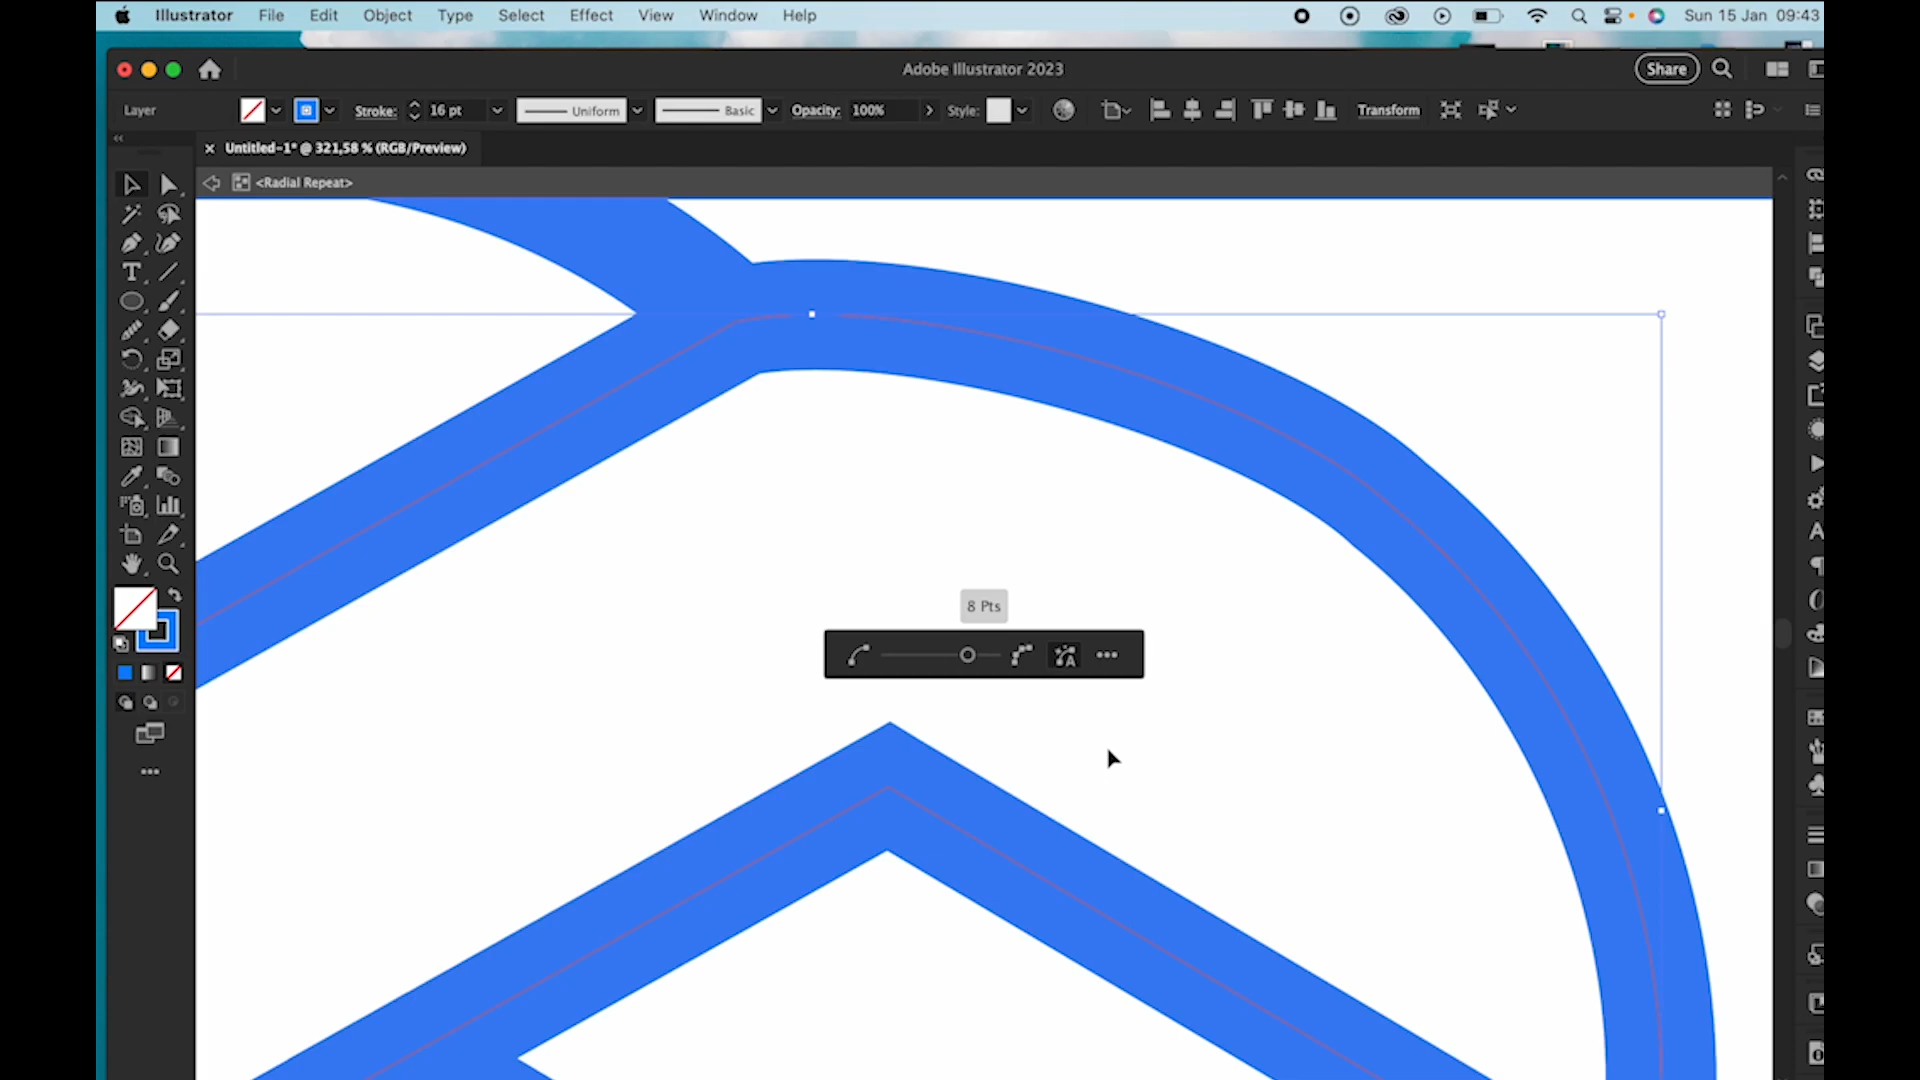 Illustrator File Edit Object Type Select Effect View Window Help Sun 15 Jan 09:43
Adobe Illustrator 2023 Share
Layer Stroke: 16 pt Uniform Basic Opacity: 100% Style: Transform
Untitled-1* @ 321,58 % (RGB/Preview)
<Radial Repeat>
8 Pts